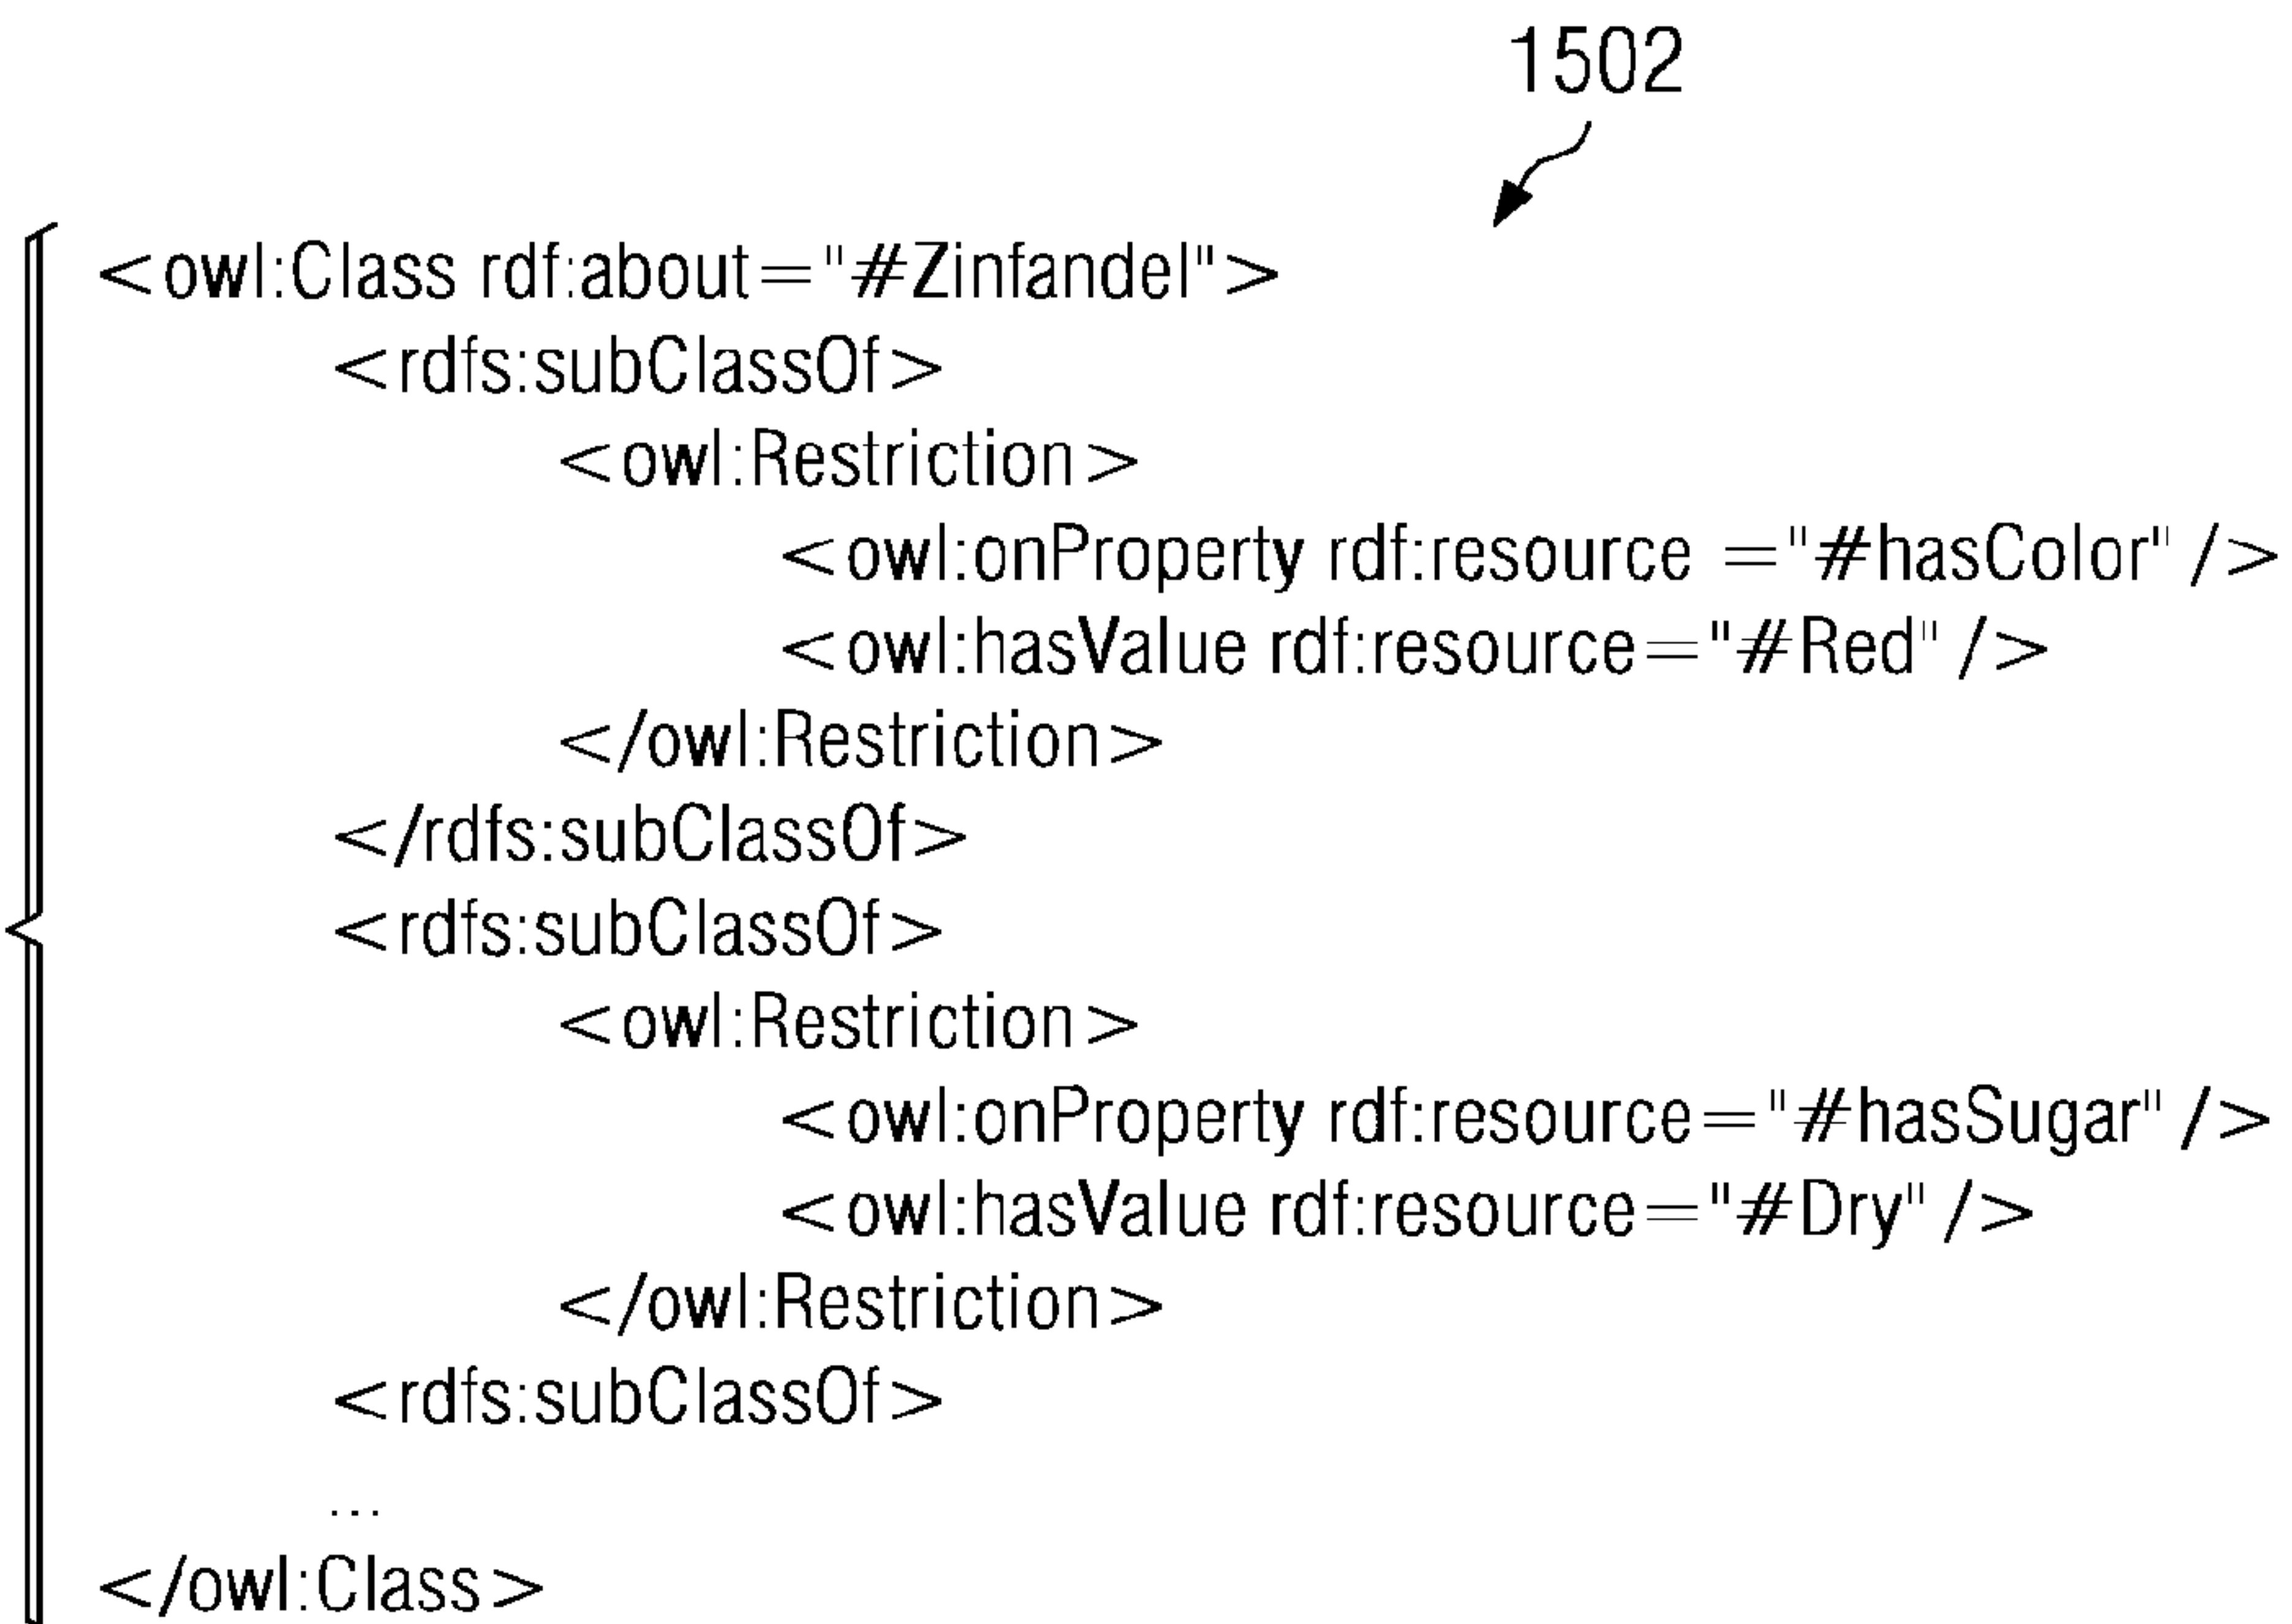 1502
<owl:Class rdf:about="#Zinfandel">
<rdfs:subClassOf>
<owl:Restriction>
<owl:onProperty rdf:resource ="#hasColor" />
<owl:hasValue rdf:resource="#Red" />
</owl:Restriction>
</rdfs:subClassOf>
<rdfs:subClassOf>
<owl:Restriction>
<owl:onProperty rdf:resource="#hasSugar" />
<owl:hasValue rdf:resource="#Dry" />
</owl:Restriction>
<rdfs:subClassOf>
...
</owl:Class>